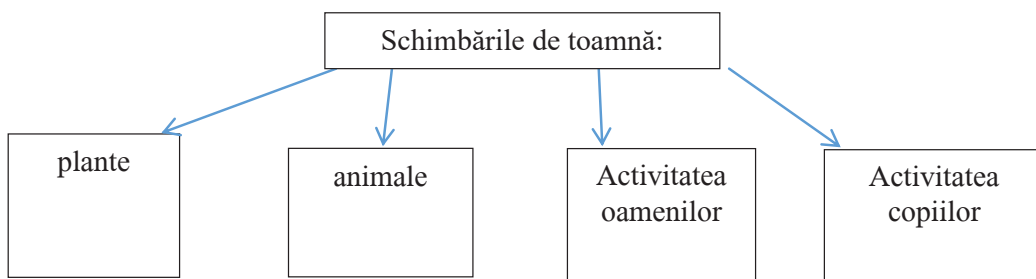 Schimbările de toamnă:
plante
animale
Activitatea
oamenilor
Activitatea
copiilor